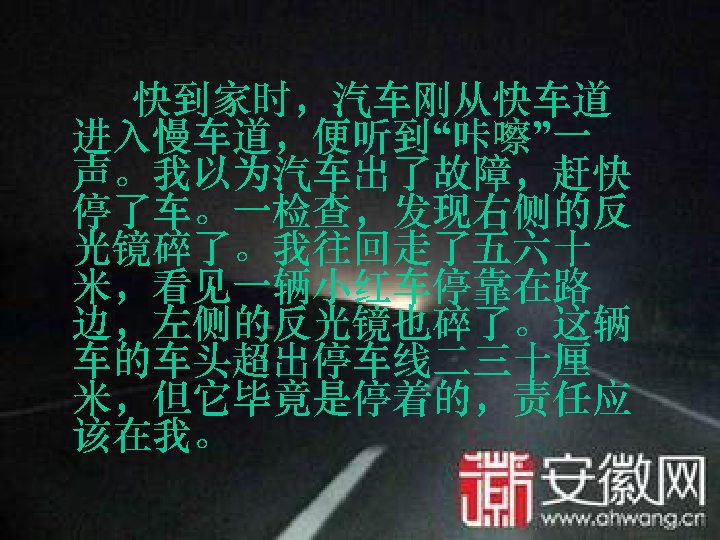 快到家时，汽车刚从快车道
进入慢车道，便听到“咔嚓”一
声。我以为汽车出了故障，赶快
停了车。一检查，发现右侧的反
光镜碎了。我往回走了五六十
米，看见一辆小红车停靠在路
边，左侧的反光镜也碎了。这辆
车的车头超出停车线二三十厘
米，但它毕竟是停着的，责任应
该在我。
安徽网
www.ahwang.cn